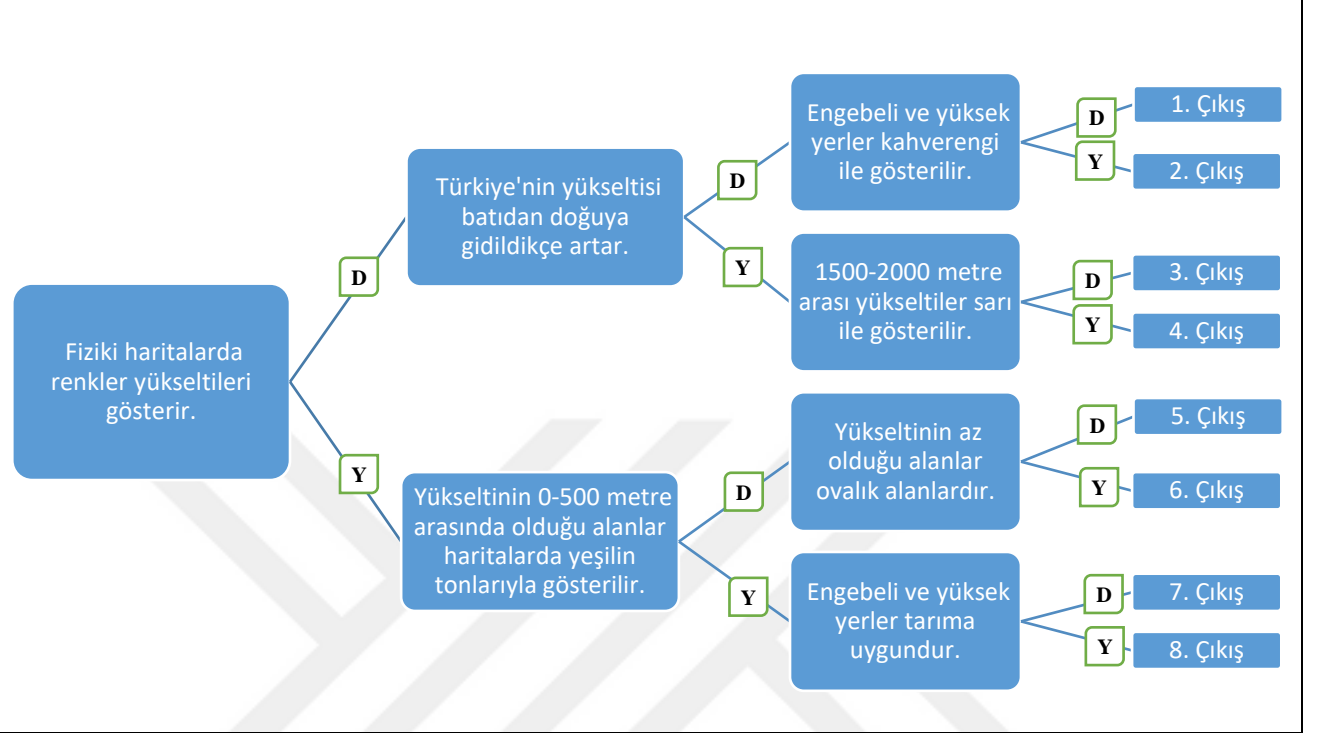 Fiziki haritalarda
renkler yükseltileri
gösterir.
D
Y
Türkiye'nin yükseltisi
batıdan doğuya
gidildikçe artar.
D
Y
Yükseltinin 0-500 metre
arasında olduğu alanlar
haritalarda yeşilin
tonlarıyla gösterilir.
D
Y
Engebeli ve yüksek
yerler kahverengi
ile gösterilir.
D
Y
1. Çıkış
2. Çıkış
1500-2000 metre
arası yükseltiler sarı
ile gösterilir.
D
Y
3. Çıkış
4. Çıkış
Yükseltinin az
olduğu alanlar
ovalık alanlardır.
D
Y
5. Çıkış
6. Çıkış
Engebeli ve yüksek
yerler tarıma
uygundur.
D
Y
7. Çıkış
8. Çıkış